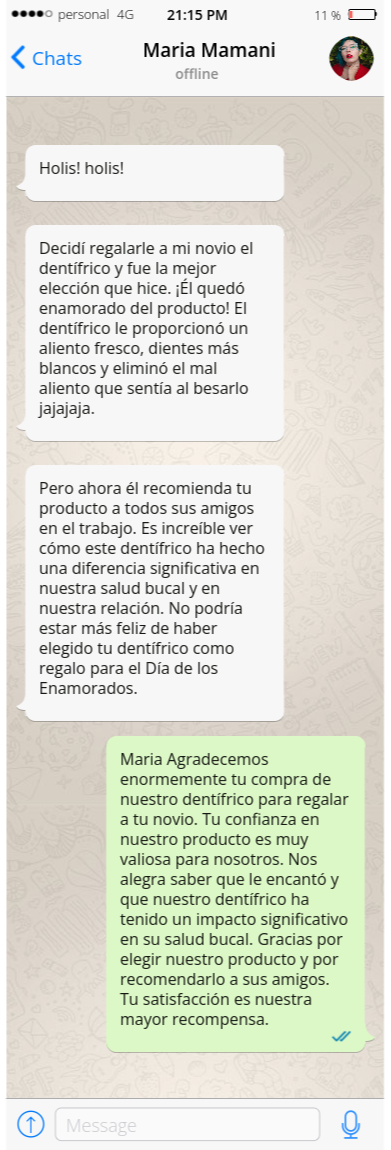 personal 4G 21:15 PM 11 %
Chats Maria Mamani
offline
Holis! holis!
Decidí regalarle a mi novio el
dentífrico y fue la mejor
elección que hice. ¡Él quedó
enamorado del producto! El
dentífrico le proporcionó un
aliento fresco, dientes más
blancos y eliminó el mal
aliento que sentía al besarlo
jajajaja.
Pero ahora él recomienda tu
producto a todos sus amigos
en el trabajo. Es increíble ver
cómo este dentífrico ha hecho
una diferencia significativa en
nuestra salud bucal y en
nuestra relación. No podría
estar más feliz de haber
elegido tu dentífrico como
regalo para el Día de los
Enamorados.
Maria Agradecemos
enormemente tu compra de
nuestro dentífrico para regalar
a tu novio. Tu confianza en
nuestro producto es muy
valiosa para nosotros. Nos
alegra saber que le encantó y
que nuestro dentífrico ha
tenido un impacto significativo
en su salud bucal. Gracias por
elegir nuestro producto y por
recomendarlo a sus amigos.
Tu satisfacción es nuestra
mayor recompensa.
Message